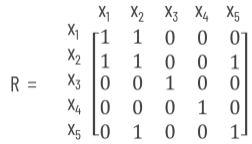 x₁ x₂ x₃ x₄ x₅
x₁ 1 1 0 0 0
x₂ 1 1 0 0 1
R = x₃ 0 0 1 0 0
x₄ 0 0 0 1 0
x₅ 0 1 0 0 1